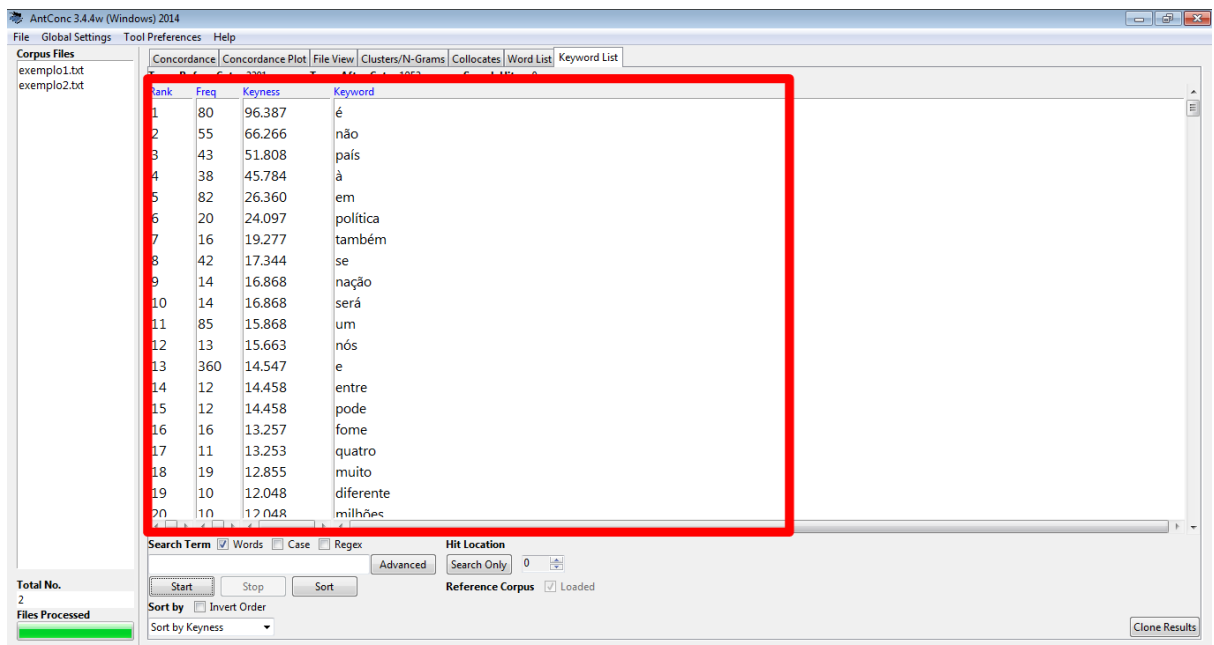 AntConc 3.4.4w (Windows) 2014
File Global Settings Tool Preferences Help
Corpus Files
exemplo1.txt
exemplo2.txt
Concordance Concordance Plot File View Clusters/N-Grams Collocates Word List Keyword List
Rank Freq Keyness Keyword
1 80 96.387 é
2 55 66.266 não
3 43 51.808 país
4 38 45.784 à
5 82 26.360 em
6 20 24.097 política
7 16 19.277 também
8 42 17.344 se
9 14 16.868 nação
10 14 16.868 será
11 85 15.868 um
12 13 15.663 nós
13 360 14.547 e
14 12 14.458 entre
15 12 14.458 pode
16 16 13.257 fome
17 11 13.253 quatro
18 19 12.855 muito
19 10 12.048 diferente
20 10 12.048 milhões
Search Term Words Case Regex Hit Location
Advanced Search Only 0
Start Stop Sort Reference Corpus Loaded
Sort by Invert Order
Sort by Keyness Clone Results
Total No.
2
Files Processed